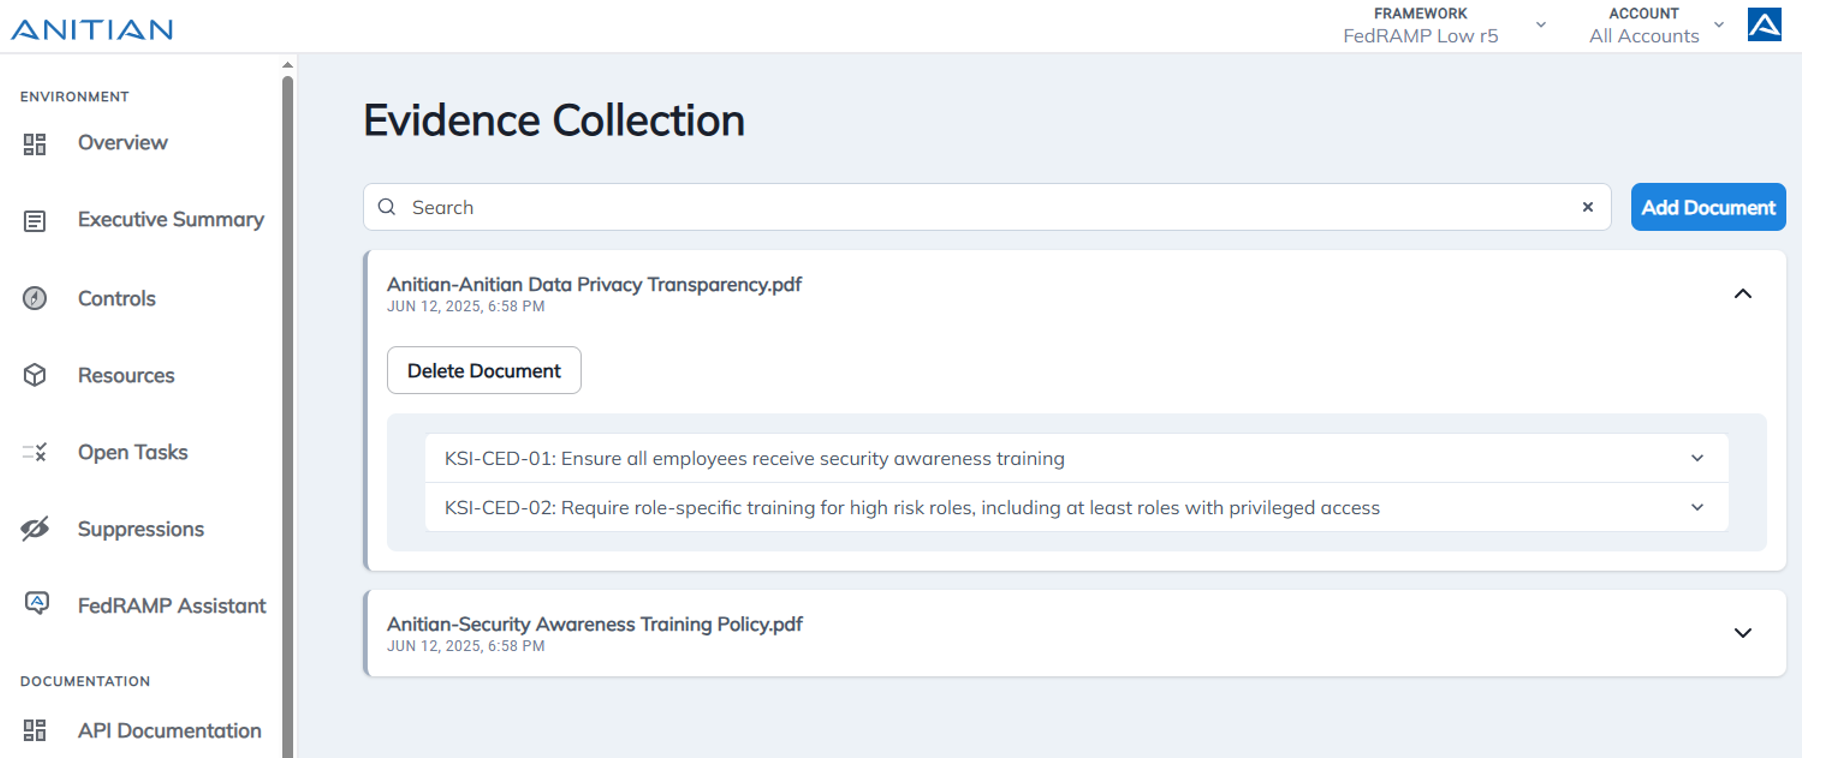 ANITIAN
FRAMEWORK
FedRAMP Low r5
ACCOUNT
All Accounts
ENVIRONMENT
Overview
Executive Summary
Controls
Resources
Open Tasks
Suppressions
FedRAMP Assistant
DOCUMENTATION
API Documentation
Evidence Collection
Search
Add Document
Anitian-Anitian Data Privacy Transparency.pdf
JUN 12, 2025, 6:58 PM
Delete Document
KSI-CED-01: Ensure all employees receive security awareness training
KSI-CED-02: Require role-specific training for high risk roles, including at least roles with privileged access
Anitian-Security Awareness Training Policy.pdf
JUN 12, 2025, 6:58 PM